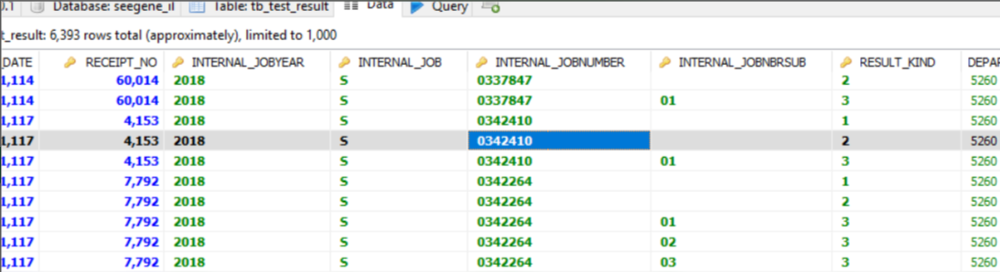 0.1 Database: seegene_il Table: tb_test_result Data Query
t_result: 6,393 rows total (approximately), limited to 1,000
_DATE RECEIPT_NO INTERNAL_JOBYEAR INTERNAL_JOB INTERNAL_JOBNUMBER INTERNAL_JOBNBRSUB RESULT_KIND DEPAR
1,114 60,014 2018 S 0337847 2 5260
1,114 60,014 2018 S 0337847 01 3 5260
1,117 4,153 2018 S 0342410 1 5260
1,117 4,153 2018 S 0342410 2 5260
1,117 4,153 2018 S 0342410 01 3 5260
1,117 7,792 2018 S 0342264 1 5260
1,117 7,792 2018 S 0342264 2 5260
1,117 7,792 2018 S 0342264 01 3 5260
1,117 7,792 2018 S 0342264 02 3 5260
1,117 7,792 2018 S 0342264 03 3 5260